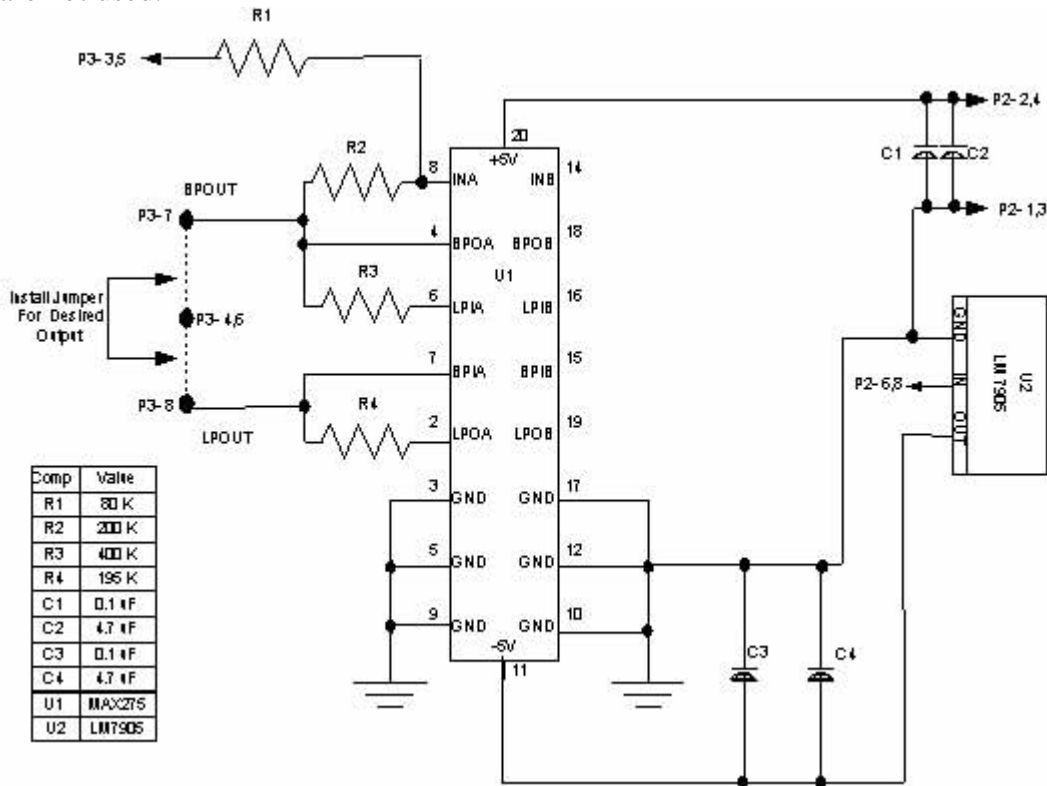 R1
P3-3,5
P2-2,4
20
+5V
C1
C2
R2
8
INA
INB
14
BPOUT
P3-7
P2-1,3
4
BPOA
BPOB
18
U1
R3
6
LPIA
LPIB
16
Install Jumper
For Desired
Output
P3-4,6
GND
IN
OUT
U2
LM7905
P2-6,8
7
BPIA
BPIB
15
P3-8
R4
LPOUT
2
LPOA
LPOB
19
Comp Value
R1 80 K
R2 200 K
R3 400 K
R4 195 K
C1 0.1 uF
C2 4.7 uF
C3 0.1 uF
C4 4.7 uF
U1 MAX275
U2 LM7905
3
GND
GND
17
5
GND
GND
12
9
GND
GND
10
-5V
11
C3
C4